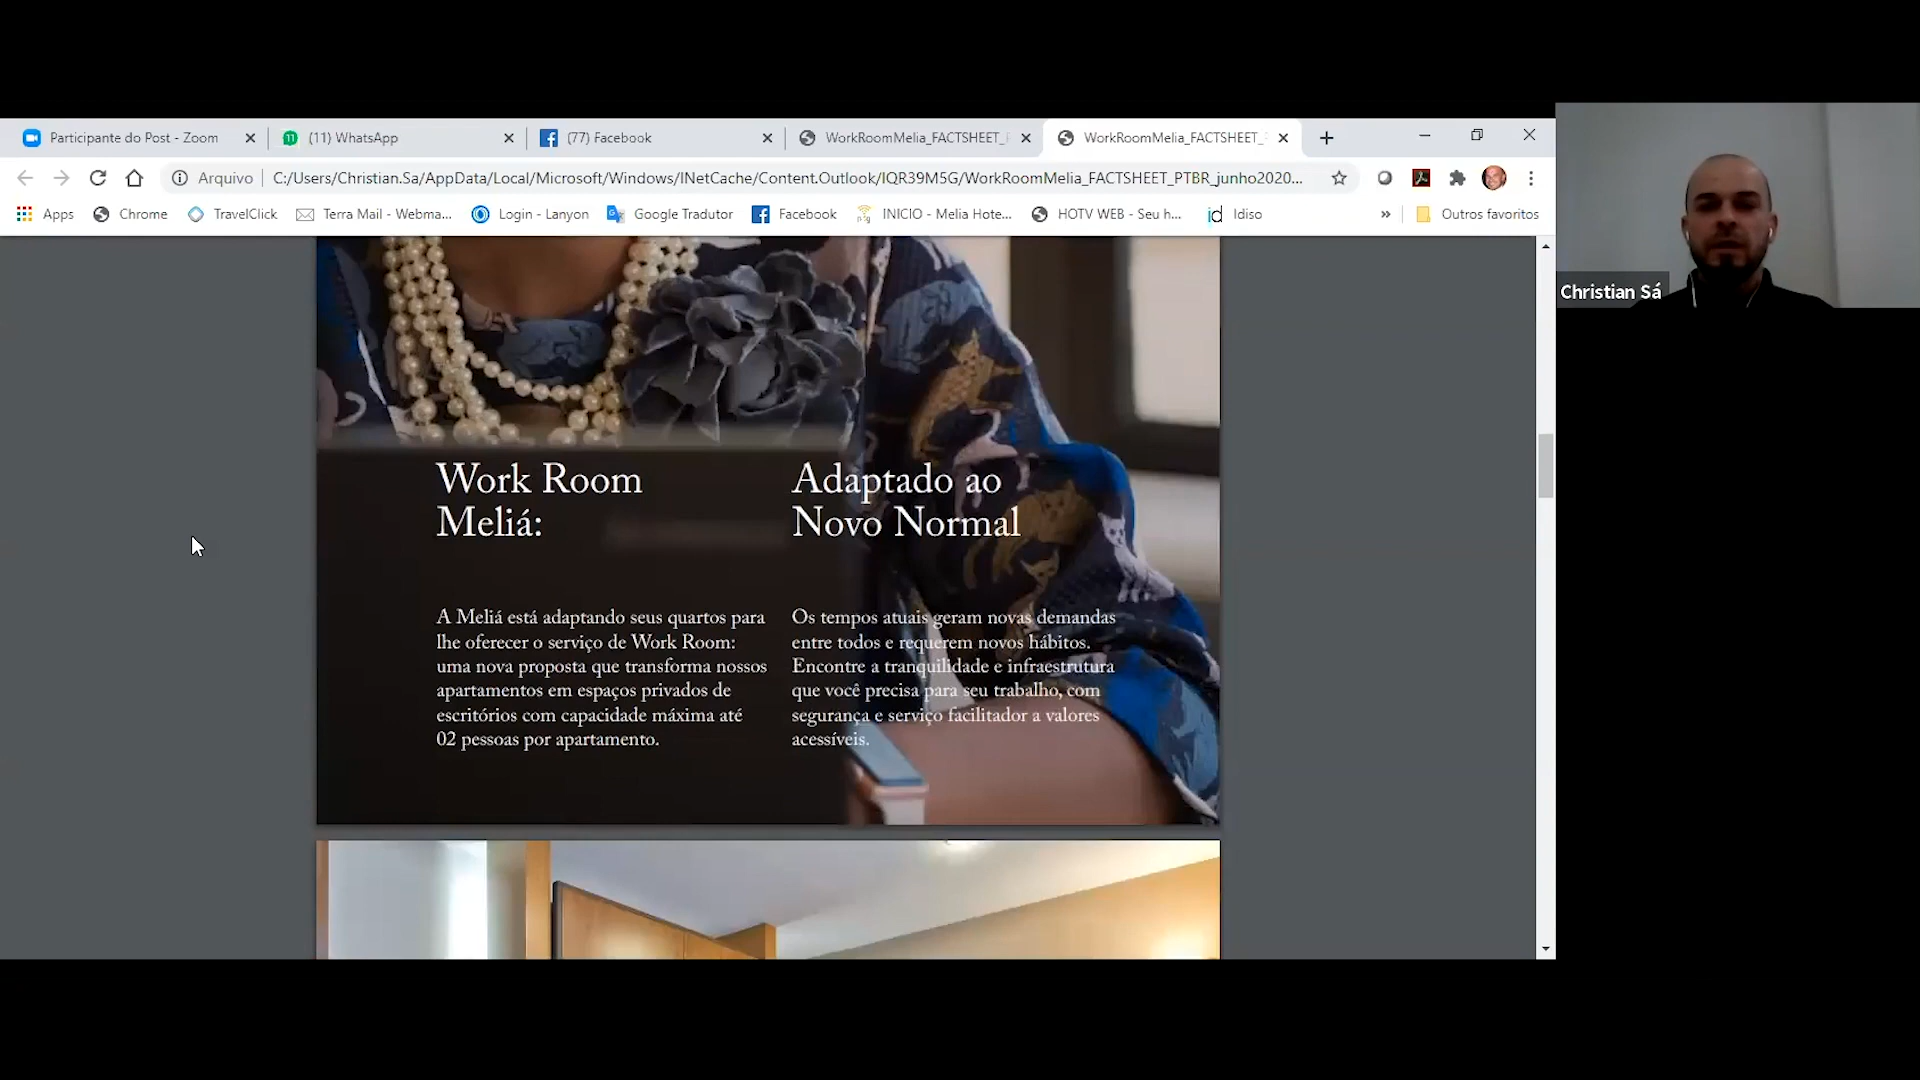 Participante do Post - Zoom
(11) WhatsApp
(77) Facebook
WorkRoomMelia_FACTSHEET_
WorkRoomMelia_FACTSHEET_
Arquivo
C:/Users/Christian.Sa/AppData/Local/Microsoft/Windows/INetCache/Content.Outlook/IQR39M5G/WorkRoomMelia_FACTSHEET_PTBR_junho2020...
Apps
Chrome
TravelClick
Terra Mail - Webma...
Login - Lanyon
Google Tradutor
Facebook
INICIO - Melia Hote...
HOTV WEB - Seu h...
Idiso
»
Outros favoritos
Christian Sá
Work Room
Meliá:
A Meliá está adaptando seus quartos para
lhe oferecer o serviço de Work Room:
uma nova proposta que transforma nossos
apartamentos em espaços privados de
escritórios com capacidade máxima até
02 pessoas por apartamento.
Adaptado ao
Novo Normal
Os tempos atuais geram novas demandas
entre todos e requerem novos hábitos.
Encontre a tranquilidade e infraestrutura
que você precisa para seu trabalho, com
segurança e serviço facilitador a valores
acessíveis.